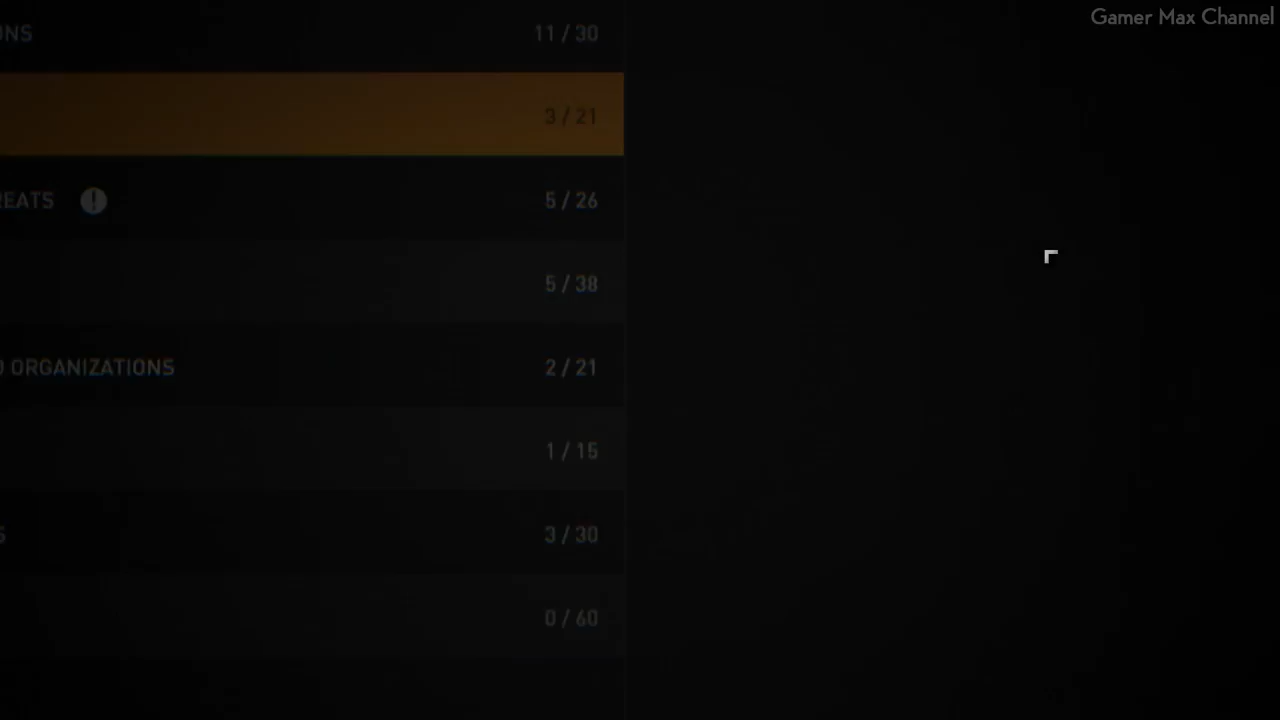 Gamer Max Channel
ONS 11 / 30
3 / 21
REATS ! 5 / 26
5 / 38
O ORGANIZATIONS 2 / 21
1 / 15
S 3 / 30
0 / 60